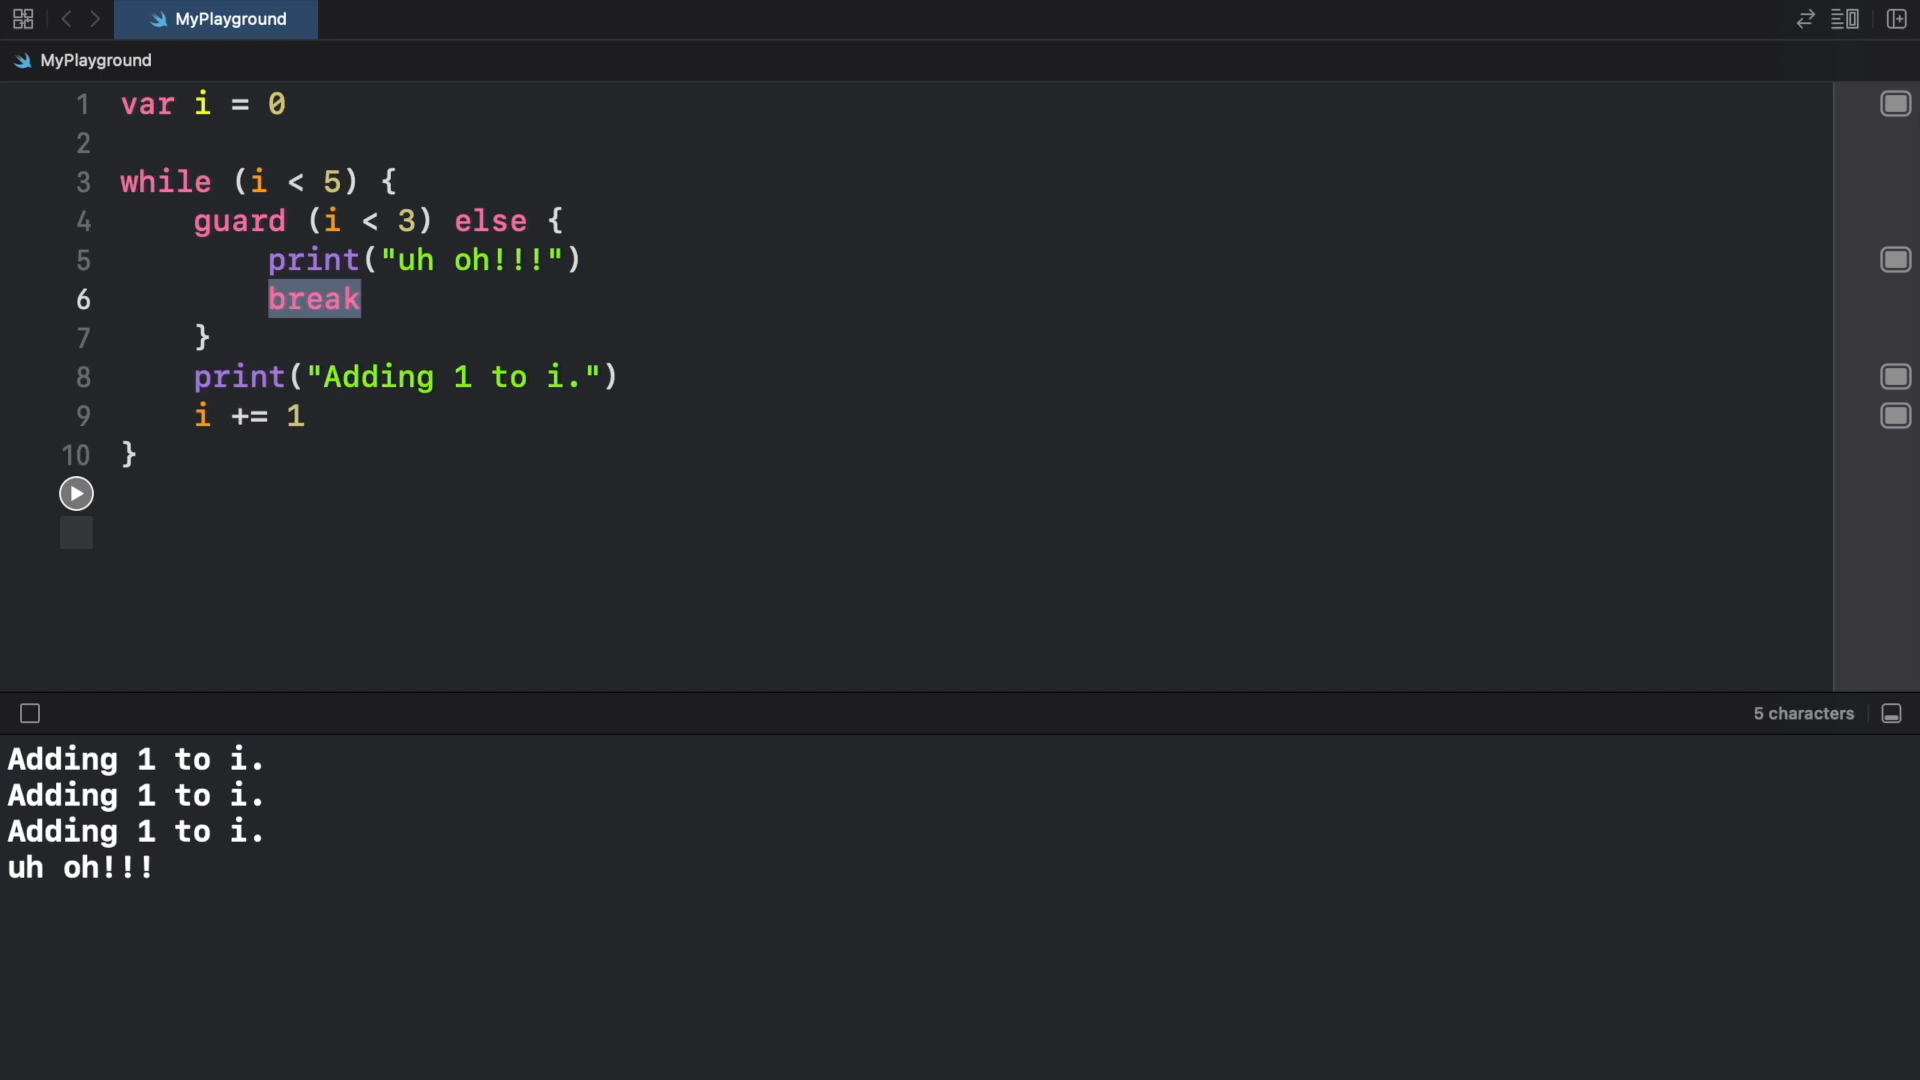 MyPlayground
MyPlayground
1 var i = 0
2
3 while (i < 5) {
4     guard (i < 3) else {
5         print("uh oh!!!")
6         break
7     }
8     print("Adding 1 to i.")
9     i += 1
10 }
5 characters
Adding 1 to i.
Adding 1 to i.
Adding 1 to i.
uh oh!!!